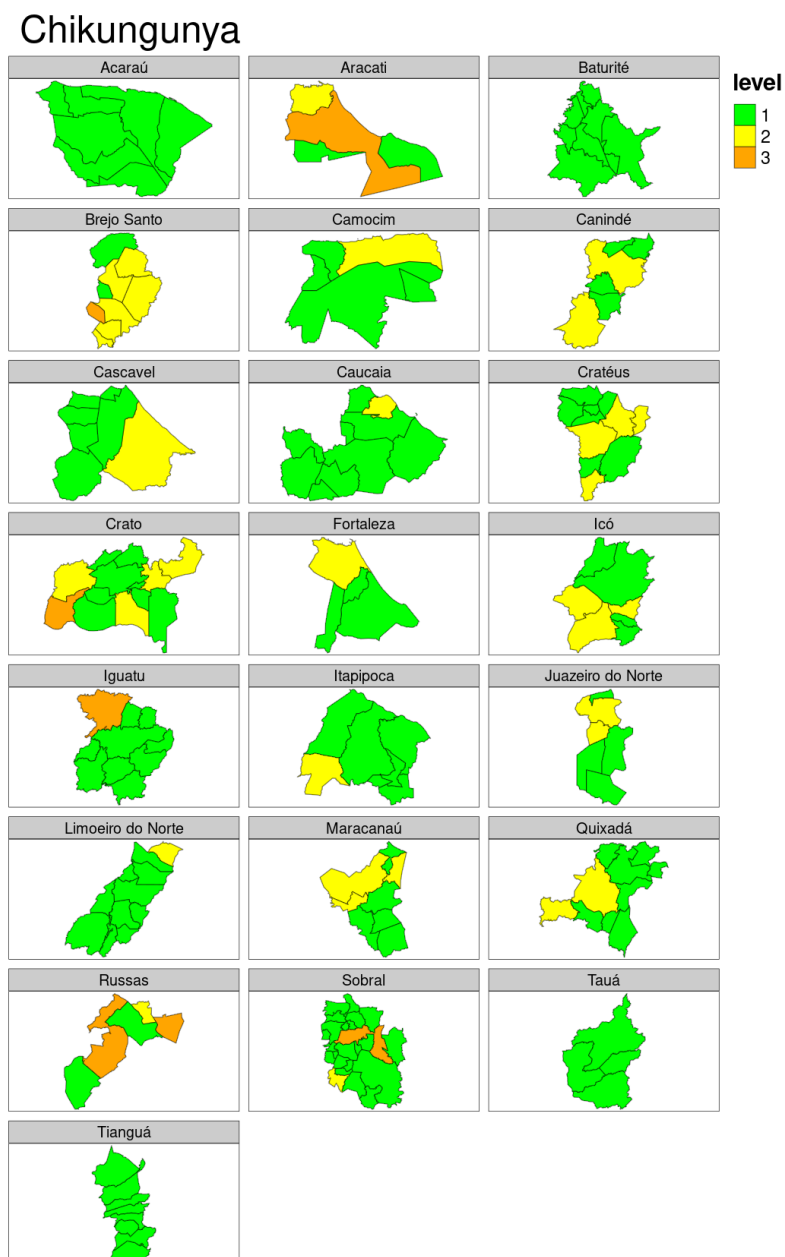 Chikungunya
Acaraú
Aracati
Baturité
level
1
2
3
Brejo Santo
Camocim
Canindé
Cascavel
Caucaia
Cratéus
Crato
Fortaleza
Icó
Iguatu
Itapipoca
Juazeiro do Norte
Limoeiro do Norte
Maracanaú
Quixadá
Russas
Sobral
Tauá
Tianguá